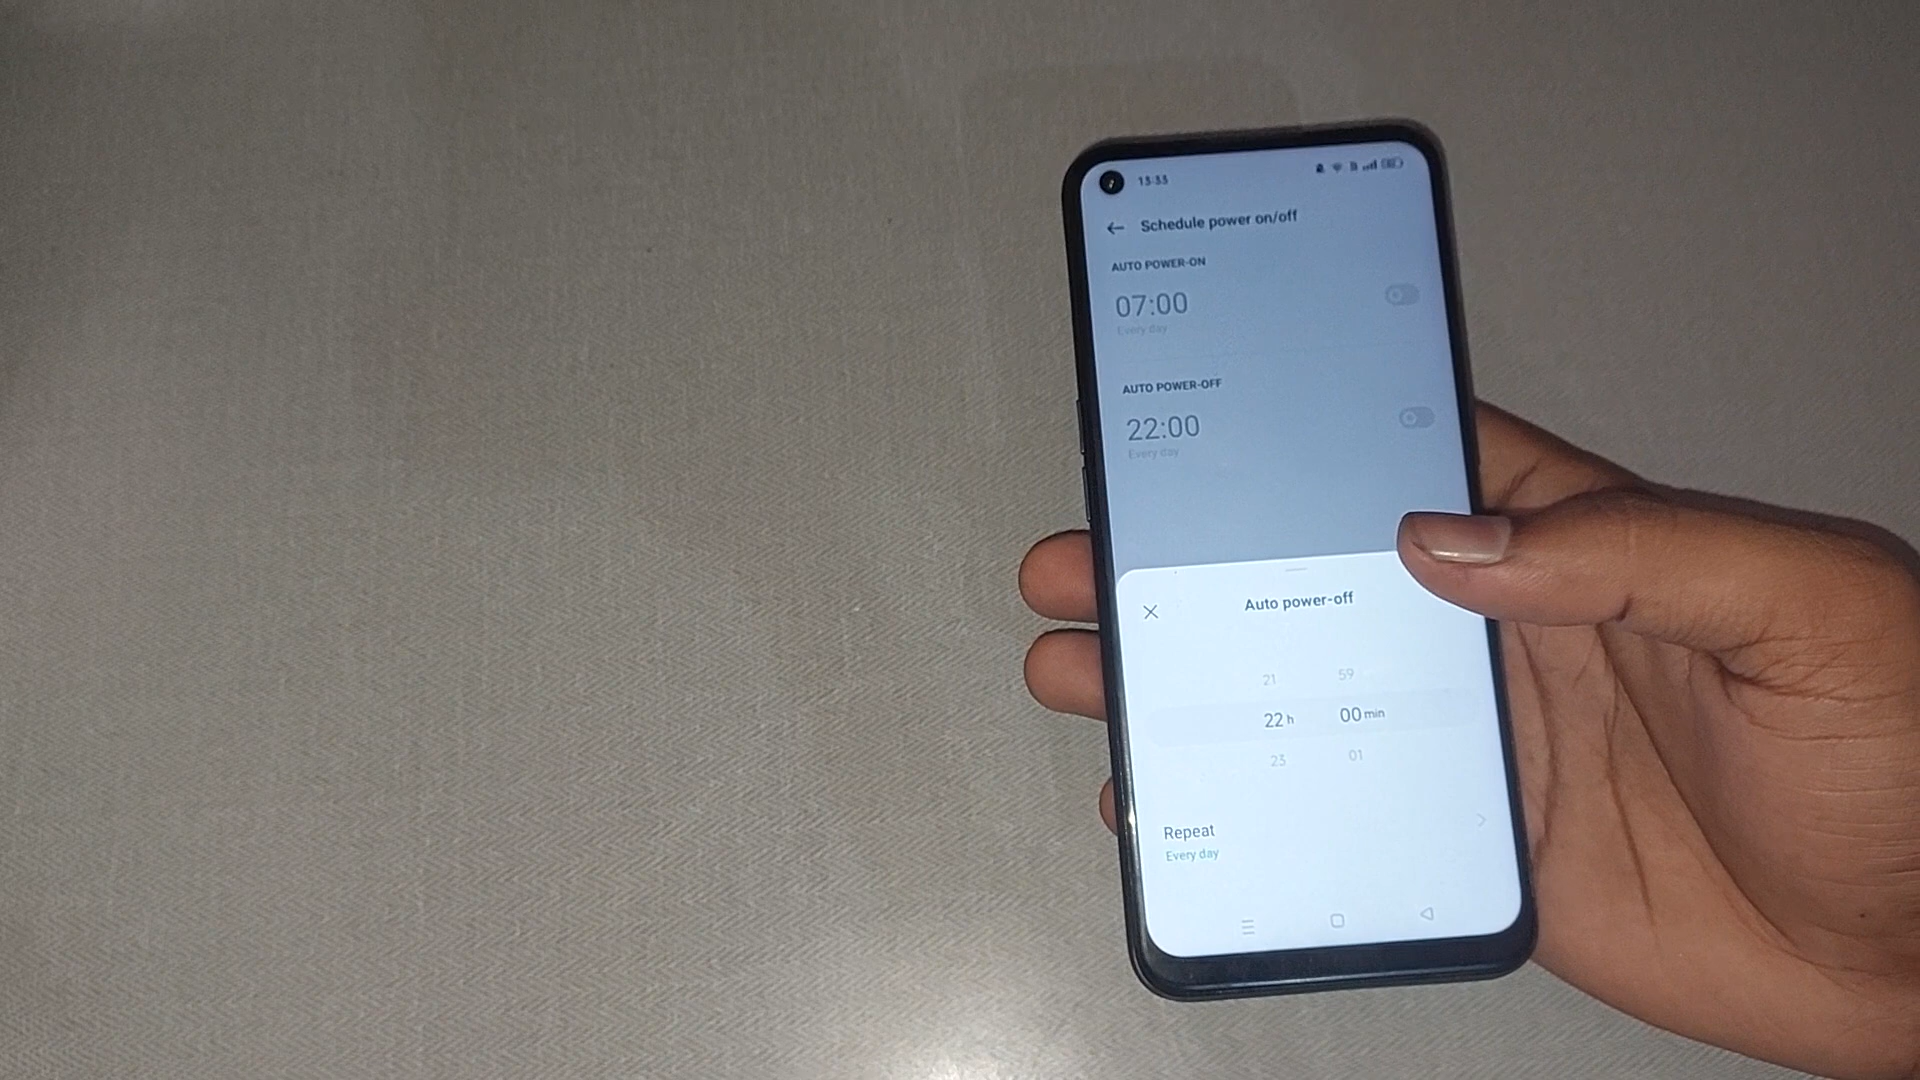 13:33
Schedule power on/off
AUTO POWER-ON
07:00
Every day
AUTO POWER-OFF
22:00
Every day
Auto power-off
21 59
22 h 00 min
23 01
Repeat
Every day